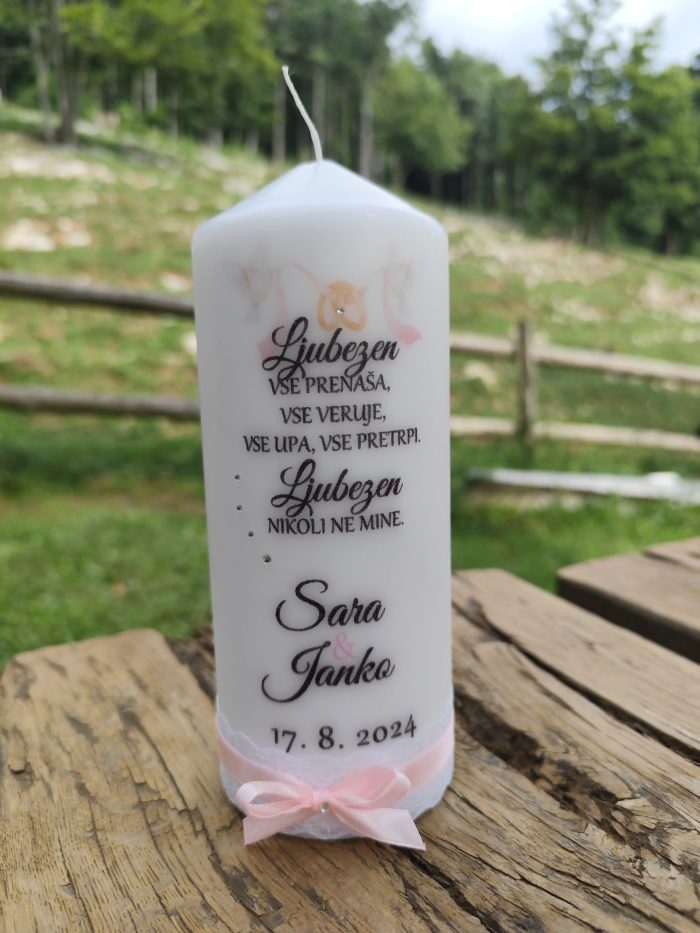 Ljubezen
VSE PRENAŠA,
VSE VERUJE,
VSE UPA, VSE PRETRPI.
Ljubezen
NIKOLI NE MINE.
Sara
&
Janko
17. 8. 2024